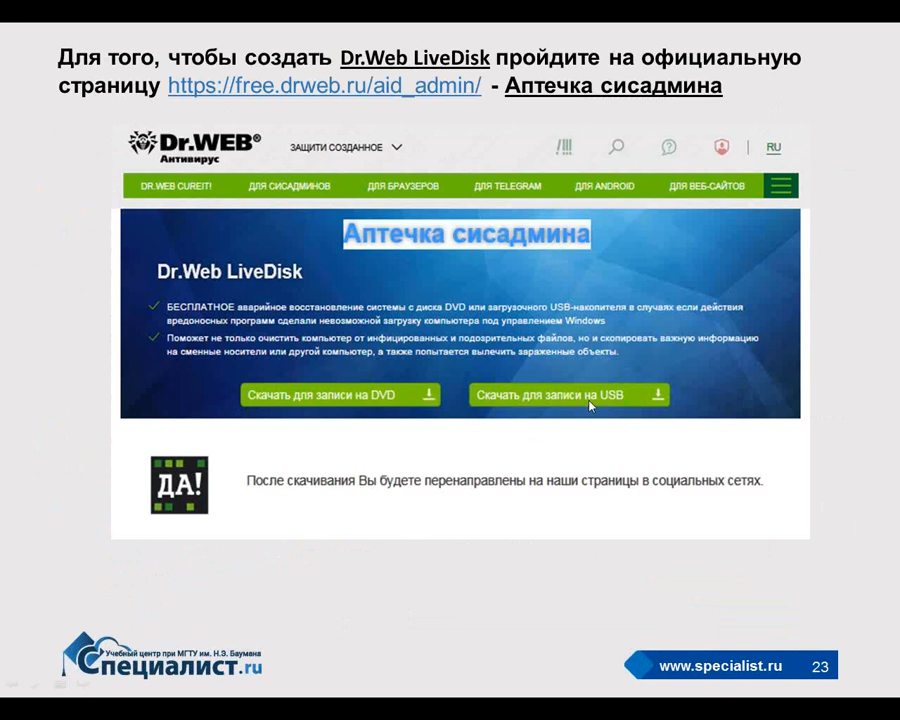 Для того, чтобы создать Dr.Web LiveDisk пройдите на официальную
страницу https://free.drweb.ru/aid_admin/ - Аптечка сисадмина
Dr.WEB®
Антивирус
ЗАЩИТИ СОЗДАННОЕ
RU
DR.WEB CUREIT!
ДЛЯ СИСАДМИНОВ
ДЛЯ БРАУЗЕРОВ
ДЛЯ TELEGRAM
ДЛЯ ANDROID
ДЛЯ ВЕБ-САЙТОВ
Аптечка сисадмина
Dr.Web LiveDisk
БЕСПЛАТНОЕ аварийное восстановление системы с диска DVD или загрузочного USB-накопителя в случаях если действия
вредоносных программ сделали невозможной загрузку компьютера под управлением Windows
Поможет не только очистить компьютер от инфицированных и подозрительных файлов, но и скопировать важную информацию
на сменные носители или другой компьютер, а также попытается вылечить зараженные объекты.
Скачать для записи на DVD
Скачать для записи на USB
ДА!
После скачивания Вы будете перенаправлены на наши страницы в социальных сетях.
Учебный центр при МГТУ им. Н.Э. Баумана
Специалист.ru
www.specialist.ru
23